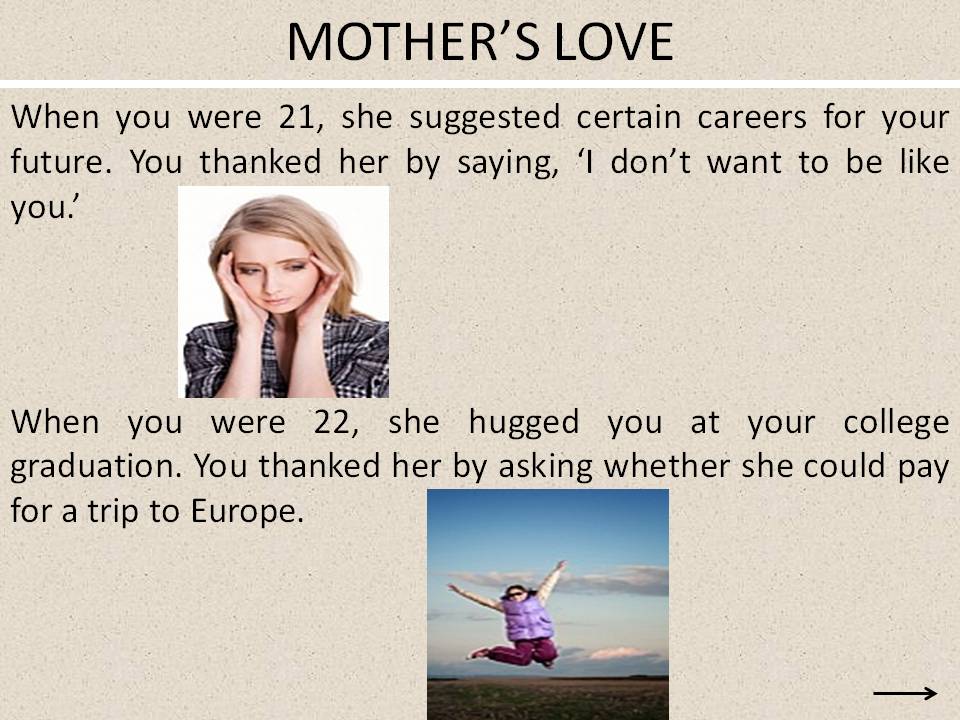 MOTHER’S LOVE
When you were 21, she suggested certain careers for your
future. You thanked her by saying, ‘I don’t want to be like
you.’
When you were 22, she hugged you at your college
graduation. You thanked her by asking whether she could pay
for a trip to Europe.